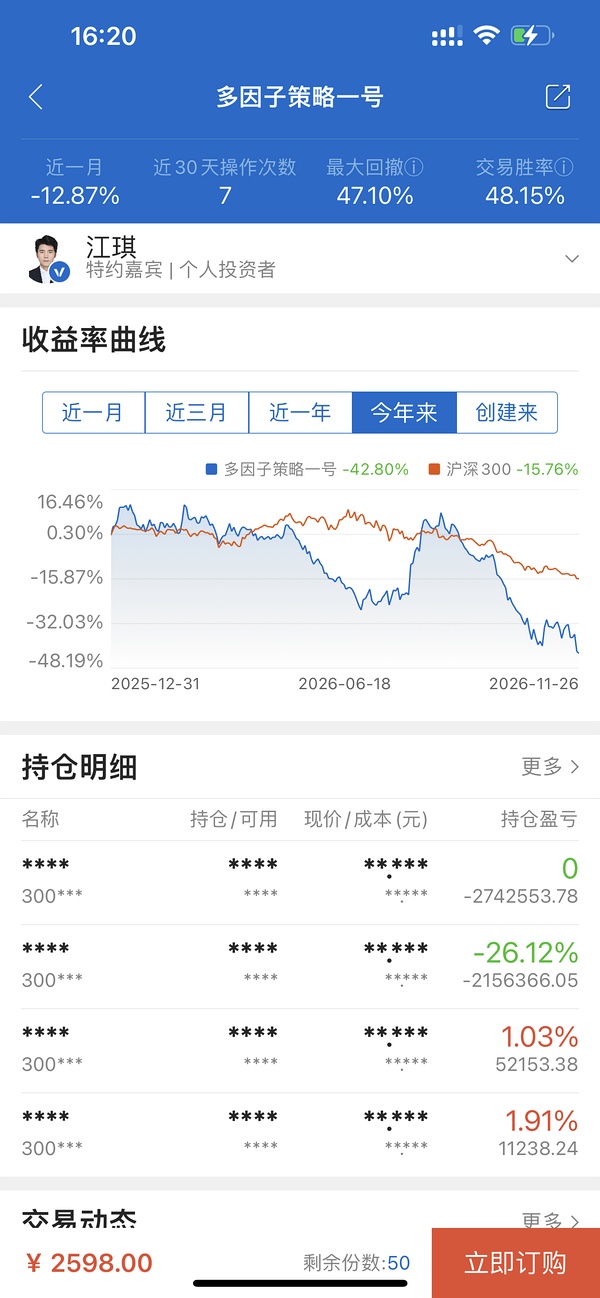 16:20
多因子策略一号
近一月 近30天操作次数 最大回撤 交易胜率
-12.87% 7 47.10% 48.15%
江琪
特约嘉宾 | 个人投资者
收益率曲线
近一月 近三月 近一年 今年来 创建来
多因子策略一号 -42.80% 沪深300 -15.76%
16.46%
0.30%
-15.87%
-32.03%
-48.19%
2025-12-31 2026-06-18 2026-11-26
持仓明细 更多
名称 持仓/可用 现价/成本(元) 持仓盈亏
**** **** **.*** 0
300*** **** **.*** -2742553.78
**** **** **.*** -26.12%
300*** **** **.*** -2156366.05
**** **** **.*** 1.03%
300*** **** **.*** 52153.38
**** **** **.*** 1.91%
300*** **** **.*** 11238.24
交易动态 更多
¥ 2598.00 剩余份数:50 立即订购